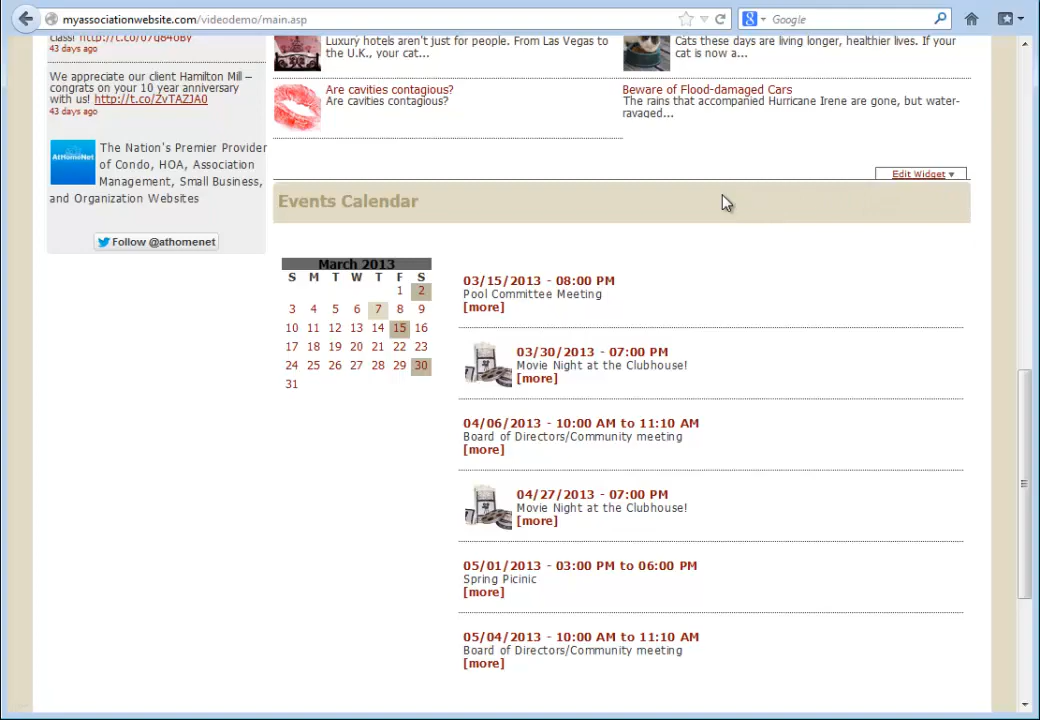 myassociationwebsite.com/videodemo/main.asp
Google
43 days ago
We appreciate our client Hamilton Mill –
congrats on your 10 year anniversary
with us! http://t.co/ZvTAZJA0
43 days ago
AtHomeNet
The Nation's Premier Provider
of Condo, HOA, Association
Management, Small Business,
and Organization Websites
Follow @athomenet
Luxury hotels aren't just for people. From Las Vegas to
the U.K., your cat...
Cats these days are living longer, healthier lives. If your
cat is now a...
Are cavities contagious?
Are cavities contagious?
Beware of Flood-damaged Cars
The rains that accompanied Hurricane Irene are gone, but water-
ravaged...
Edit Widget ▼
Events Calendar
March 2013
S M T W T F S
1 2
3 4 5 6 7 8 9
10 11 12 13 14 15 16
17 18 19 20 21 22 23
24 25 26 27 28 29 30
31
03/15/2013 - 08:00 PM
Pool Committee Meeting
[more]
03/30/2013 - 07:00 PM
Movie Night at the Clubhouse!
[more]
04/06/2013 - 10:00 AM to 11:10 AM
Board of Directors/Community meeting
[more]
04/27/2013 - 07:00 PM
Movie Night at the Clubhouse!
[more]
05/01/2013 - 03:00 PM to 06:00 PM
Spring Picinic
[more]
05/04/2013 - 10:00 AM to 11:10 AM
Board of Directors/Community meeting
[more]